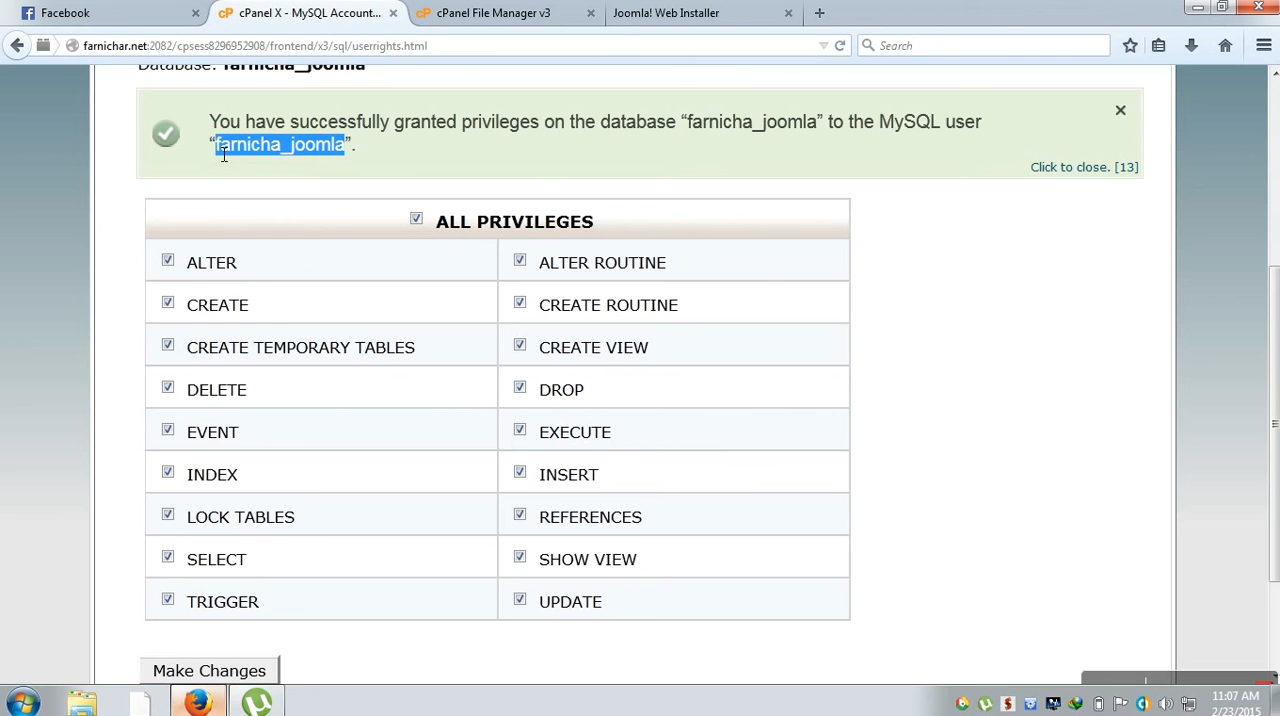 Facebook
cPanel X - MySQL Account...
cPanel File Manager v3
Joomla! Web Installer
farnichar.net:2082/cpsess8296952908/frontend/x3/sql/userrights.html
Search
Database: farnicha_joomla
You have successfully granted privileges on the database “farnicha_joomla” to the MySQL user
“farnicha_joomla”.
Click to close. [13]
ALL PRIVILEGES
ALTER
ALTER ROUTINE
CREATE
CREATE ROUTINE
CREATE TEMPORARY TABLES
CREATE VIEW
DELETE
DROP
EVENT
EXECUTE
INDEX
INSERT
LOCK TABLES
REFERENCES
SELECT
SHOW VIEW
TRIGGER
UPDATE
Make Changes
11:07 AM
2/23/2015